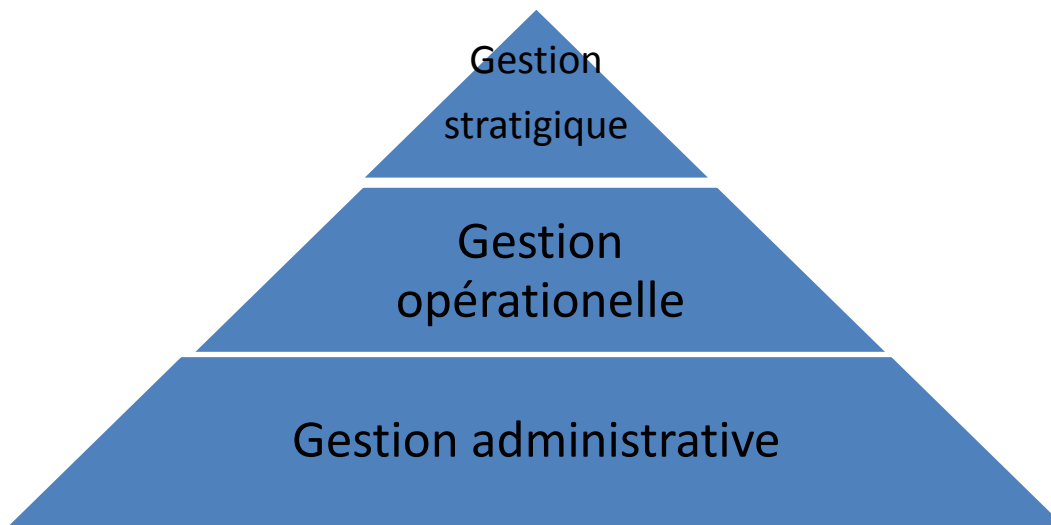 Gestion
stratigique
Gestion
opérationelle
Gestion administrative